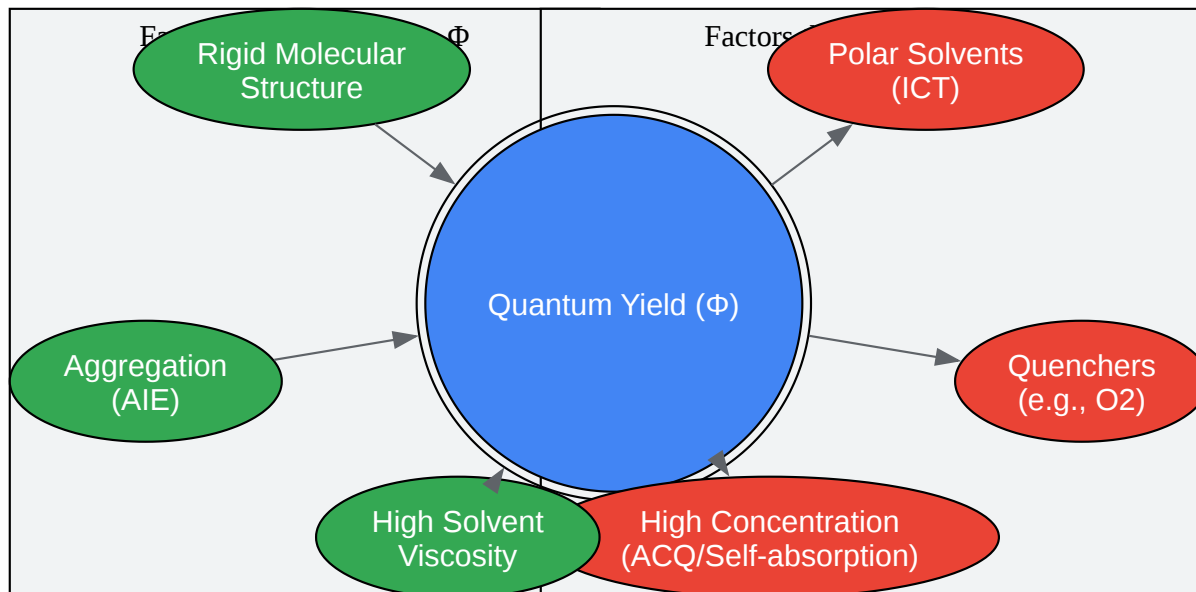 Φ
Factors
Rigid Molecular
Structure
Polar Solvents
(ICT)
Quantum Yield (Φ)
Aggregation
(AIE)
Quenchers
(e.g., O2)
High Solvent
Viscosity
High Concentration
(ACQ/Self-absorption)